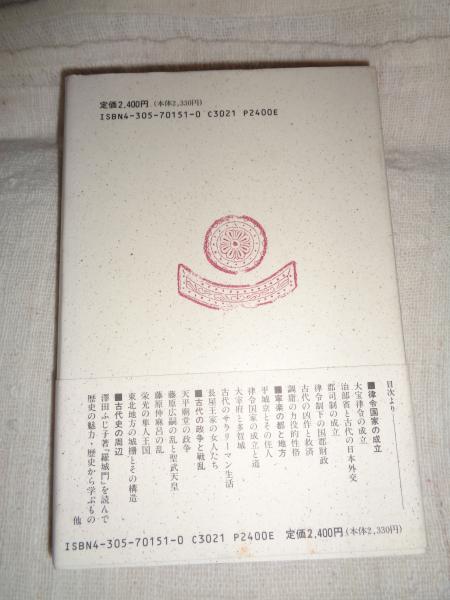 定価2,400円 (本体2,330円)
ISBN4-305-70151-0 C3021 P2400E
目次より―
■律令国家の成立
大宝律令の成立
治部省と古代の日本外交
郡司制の成立
律令制下の国郡財政
古代の凶作と救済
調庸の力役的性格
■寧楽の都と地方
平城京とその住人
律令国家の成立と道
大宰府と多賀城
古代のサラリーマン生活
長屋王家の女人たち
■古代の政争と戦乱
天平廟堂の政争
藤原広嗣の乱と聖武天皇
藤原仲麻呂の乱
栄光の隼人王国
東北地方の城柵とその構造
■古代史の周辺
澤田ふじ子著『羅城門』を読んで
歴史の魅力・歴史から学ぶもの
他
ISBN4-305-70151-0 C3021 P2400E 定価2,400円(本体2,330円)